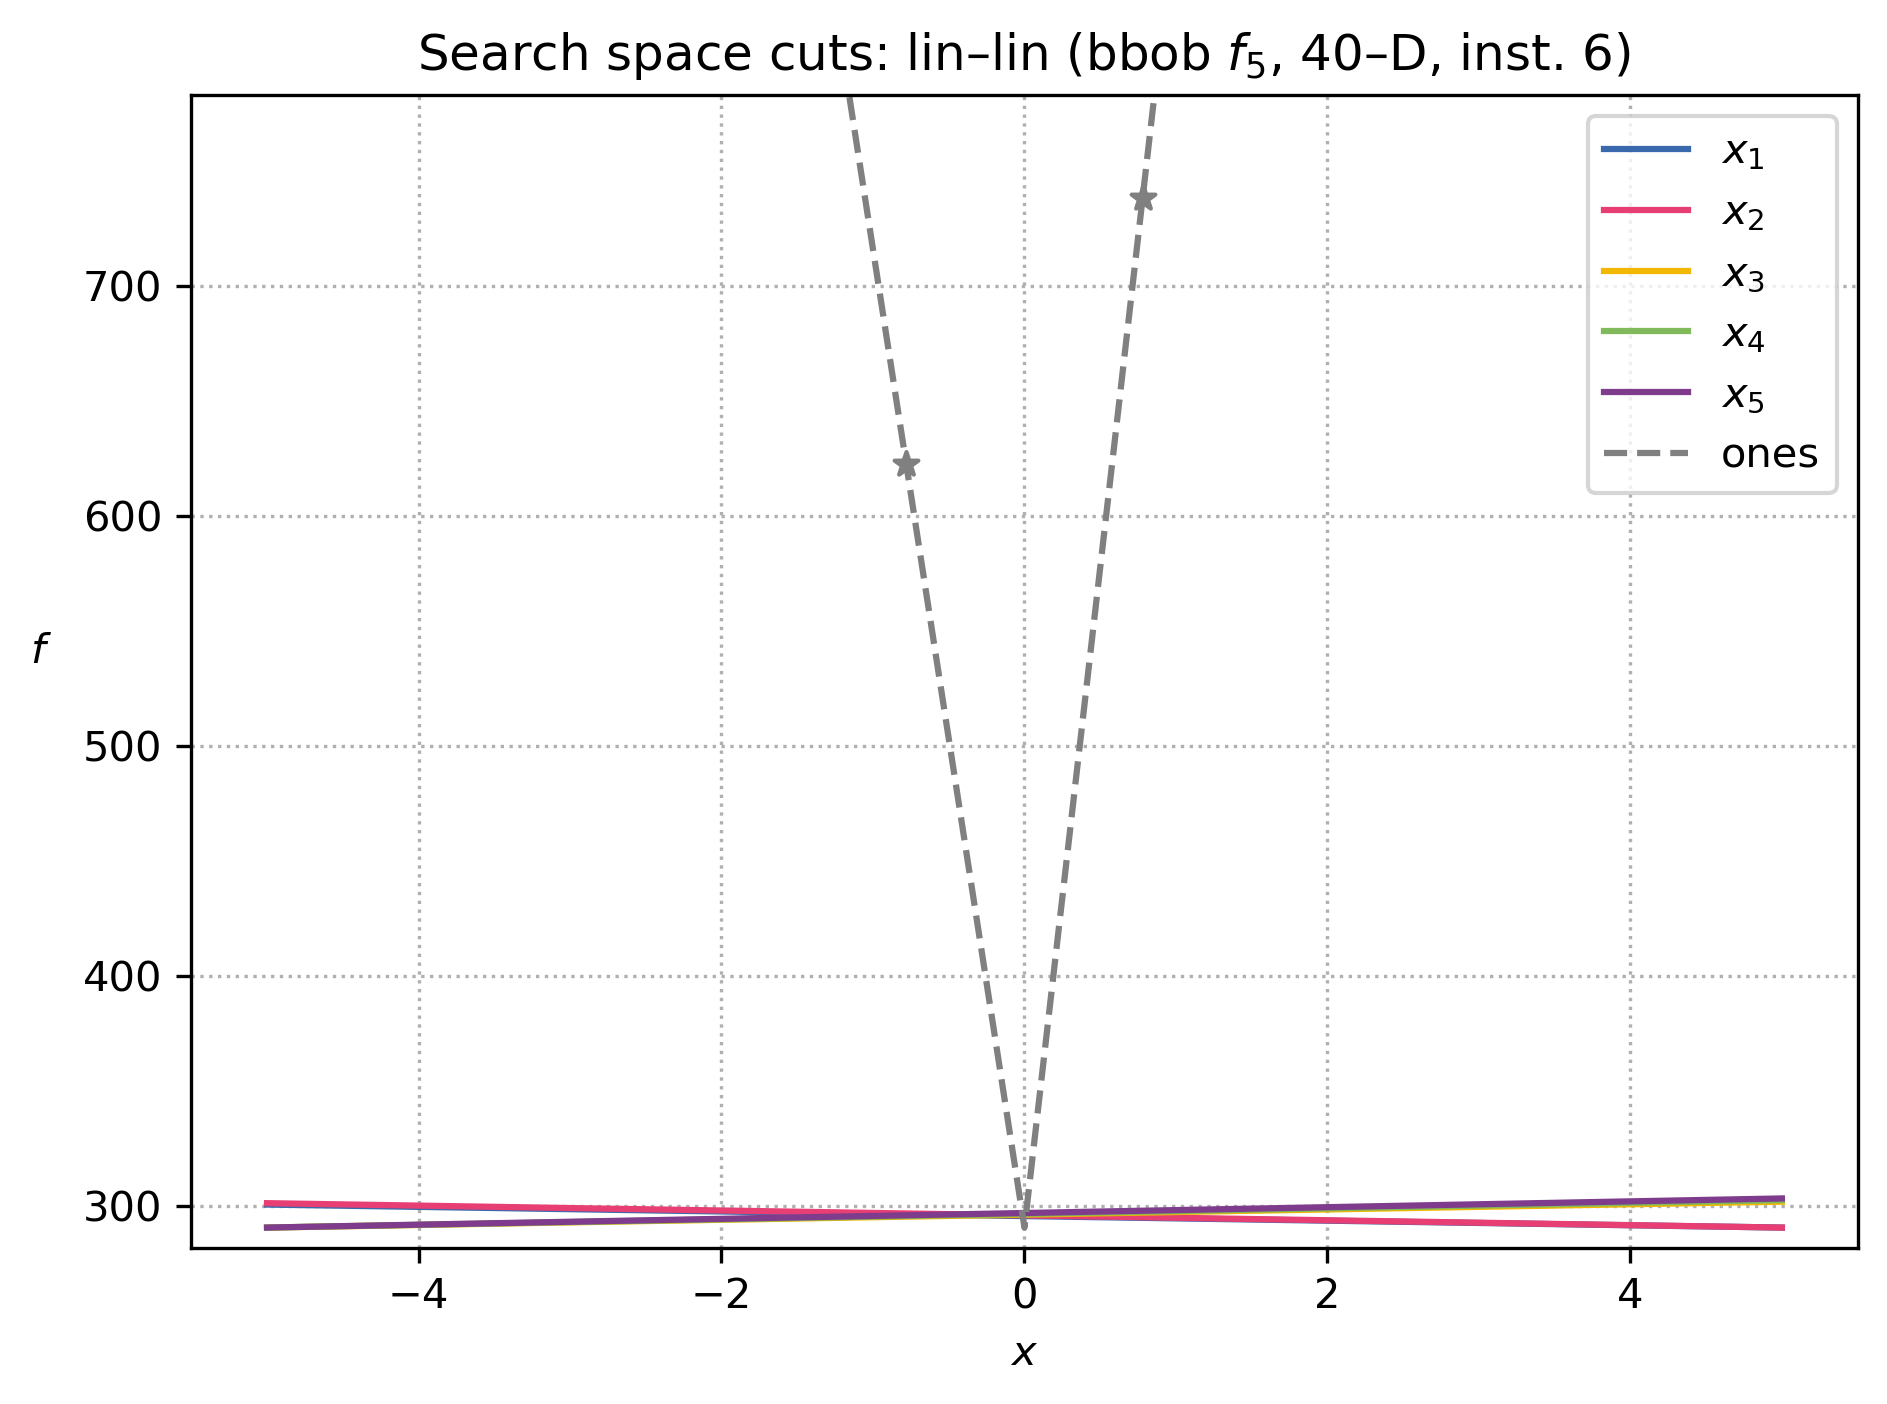 Search space cuts: lin–lin (bbob f₅, 40–D, inst. 6)
x₁
x₂
x₃
x₄
x₅
ones
f
700
600
500
400
300
−4 −2 0 2 4
x